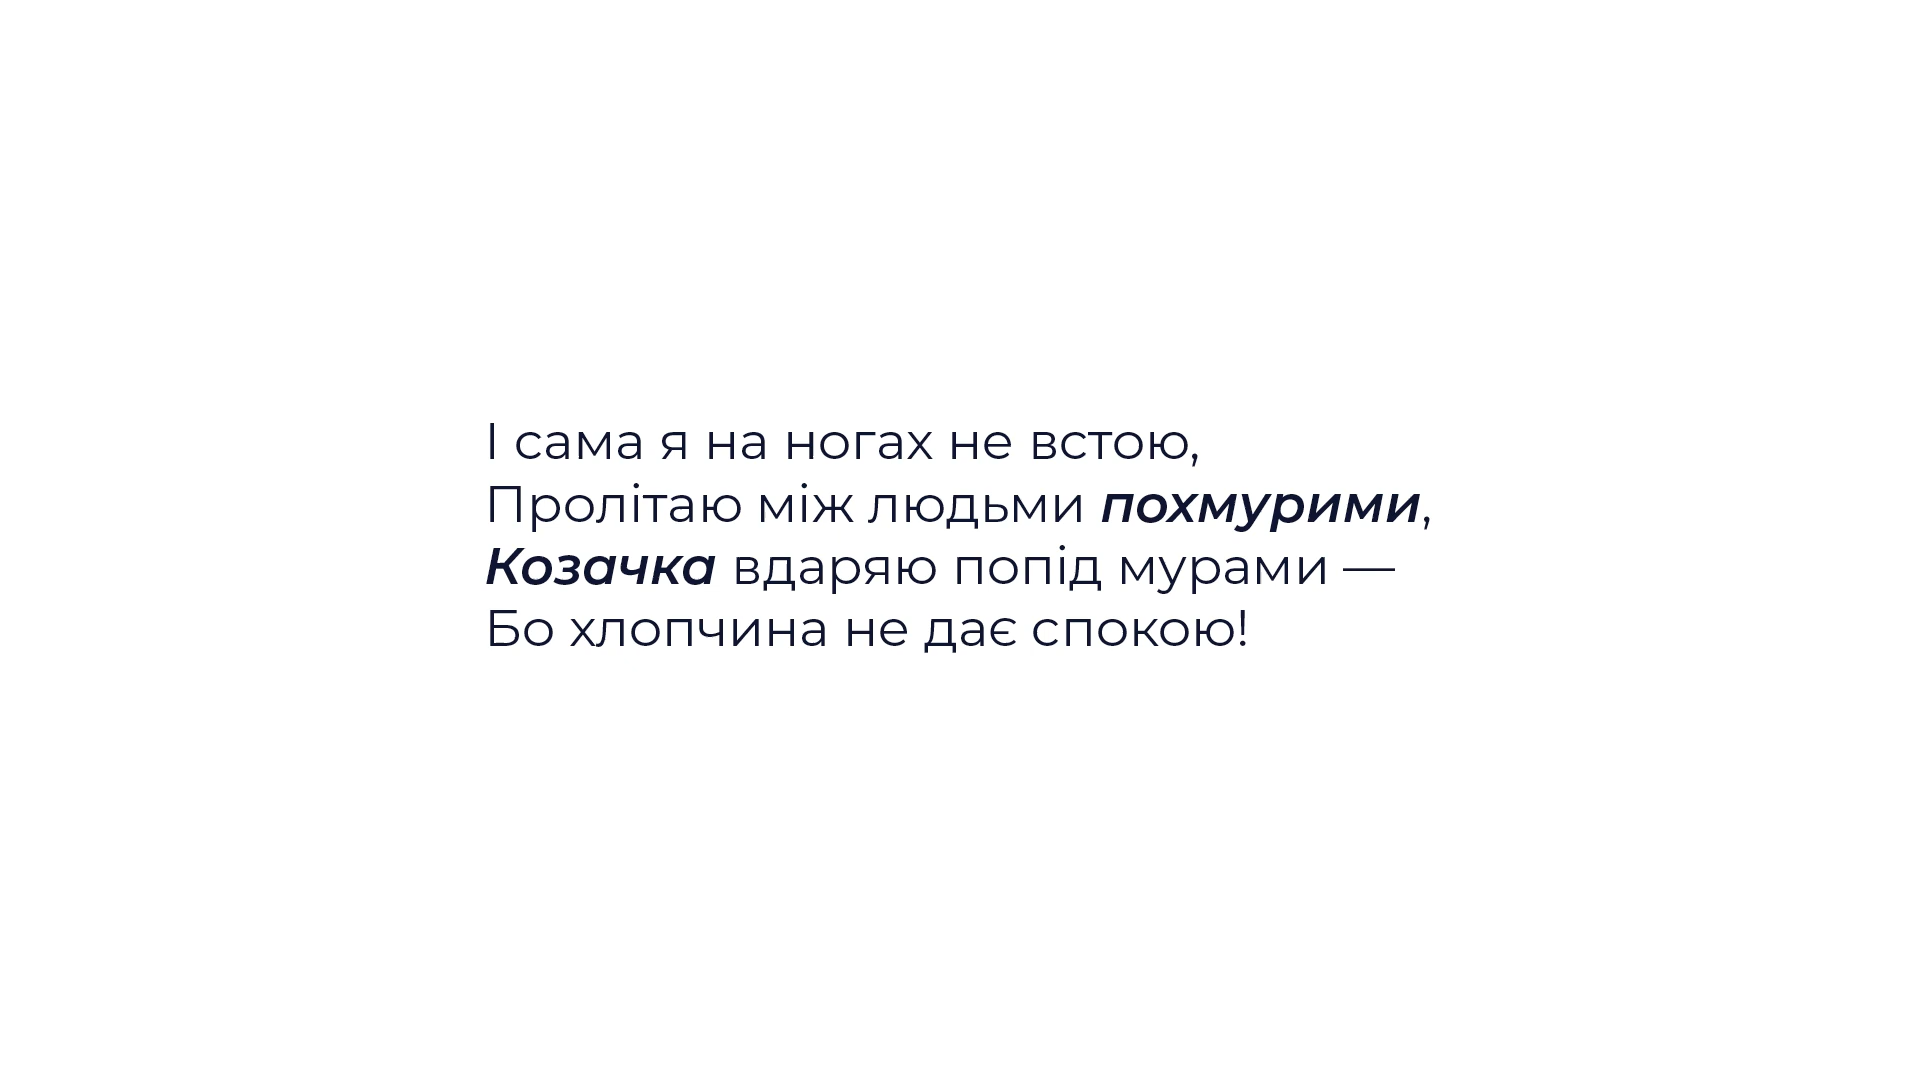 І сама я на ногах не встою,
Пролітаю між людьми похмурими,
Козачка вдаряю попід мурами —
Бо хлопчина не дає спокою!